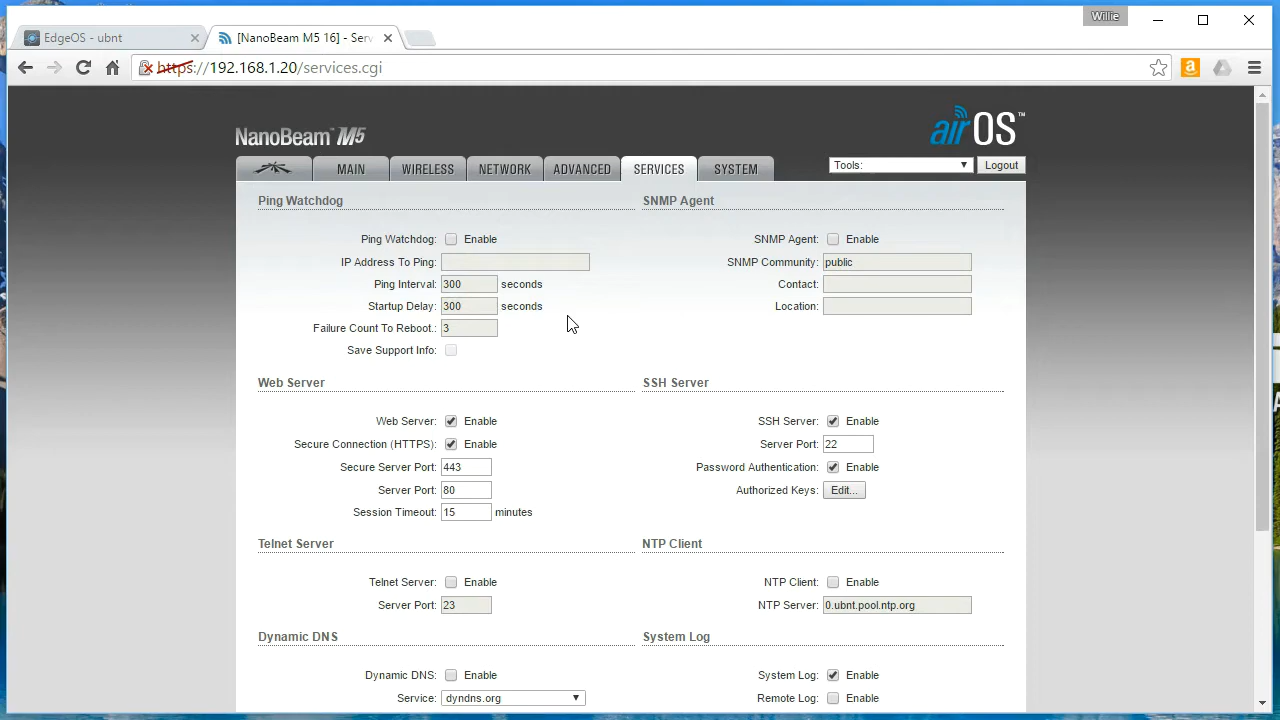 Willie
EdgeOS - ubnt
[NanoBeam M5 16] - Serv
https://192.168.1.20/services.cgi
NanoBeam™ M5
airOS™
MAIN
WIRELESS
NETWORK
ADVANCED
SERVICES
SYSTEM
Tools:
Logout
Ping Watchdog
Ping Watchdog: Enable
IP Address To Ping:
Ping Interval: 300 seconds
Startup Delay: 300 seconds
Failure Count To Reboot.: 3
Save Support Info:
SNMP Agent
SNMP Agent: Enable
SNMP Community: public
Contact:
Location:
Web Server
Web Server: Enable
Secure Connection (HTTPS): Enable
Secure Server Port: 443
Server Port: 80
Session Timeout: 15 minutes
SSH Server
SSH Server: Enable
Server Port: 22
Password Authentication: Enable
Authorized Keys: Edit...
Telnet Server
Telnet Server: Enable
Server Port: 23
NTP Client
NTP Client: Enable
NTP Server: 0.ubnt.pool.ntp.org
Dynamic DNS
Dynamic DNS: Enable
Service: dyndns.org
System Log
System Log: Enable
Remote Log: Enable